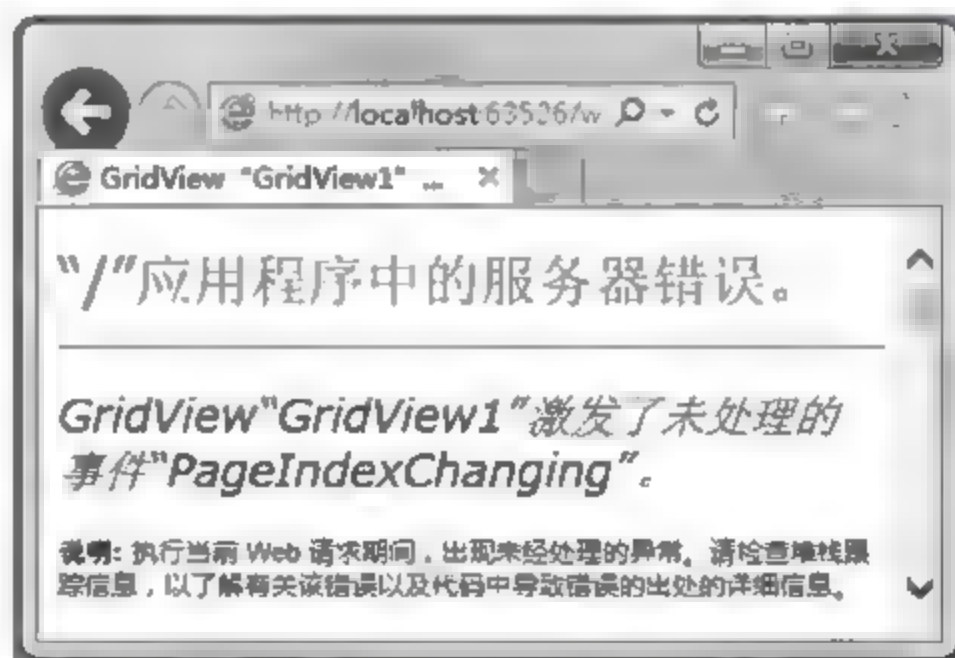 http://localhost:63526/w
GridView "GridView1" ...
“/”应用程序中的服务器错误。
GridView“GridView1”激发了未处理的
事件“PageIndexChanging”。
说明: 执行当前 Web 请求期间，出现未经处理的异常。请检查堆栈跟
踪信息，以了解有关该错误以及代码中导致错误的出处的详细信息。